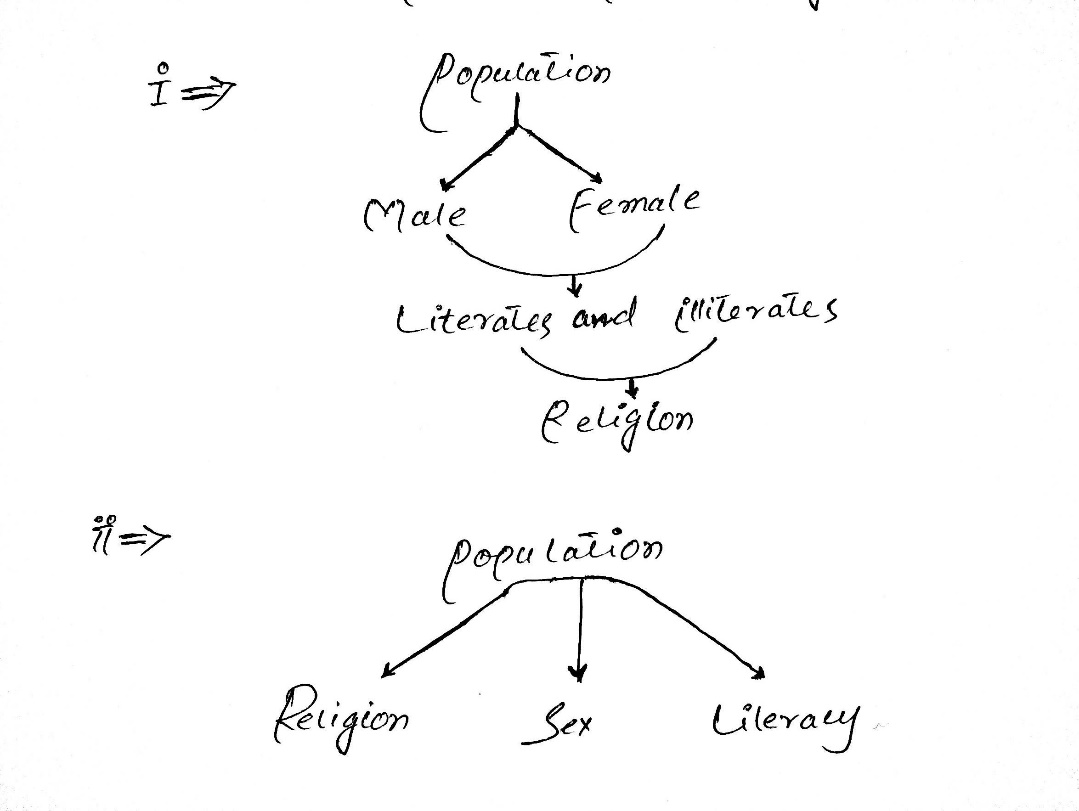 i ⇒ Population
Male Female
Literates and illiterates
Religion
ii ⇒ Population
Religion Sex Literacy